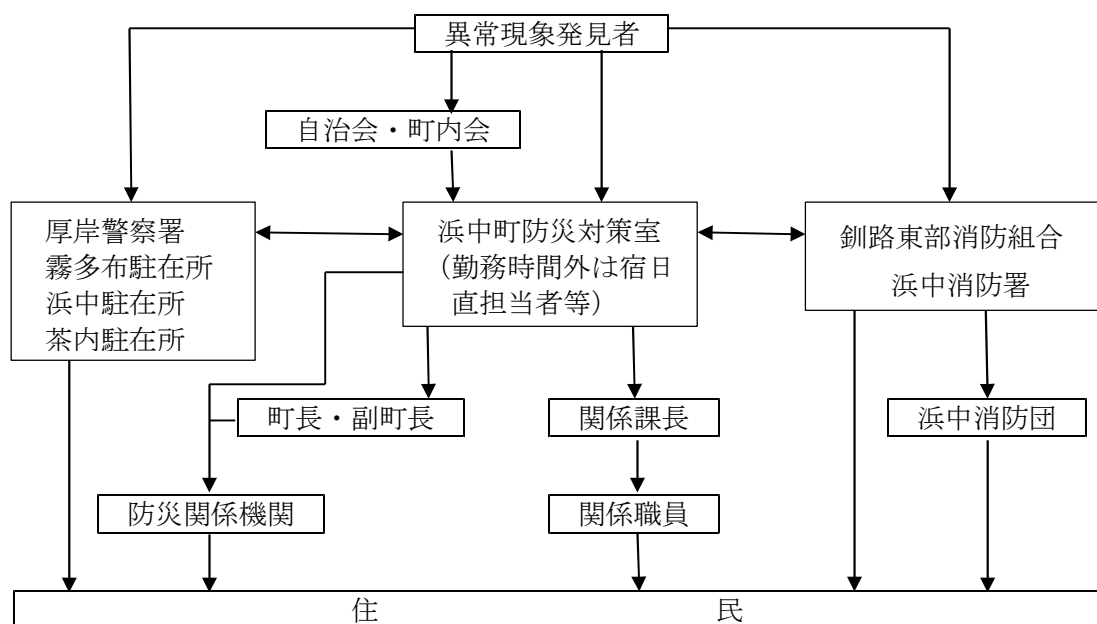 異常現象発見者
自治会・町内会
厚岸警察署
霧多布駐在所
浜中駐在所
茶内駐在所
浜中町防災対策室
（勤務時間外は宿日
直担当者等）
釧路東部消防組合
浜中消防署
町長・副町長
関係課長
浜中消防団
防災関係機関
関係職員
住 民